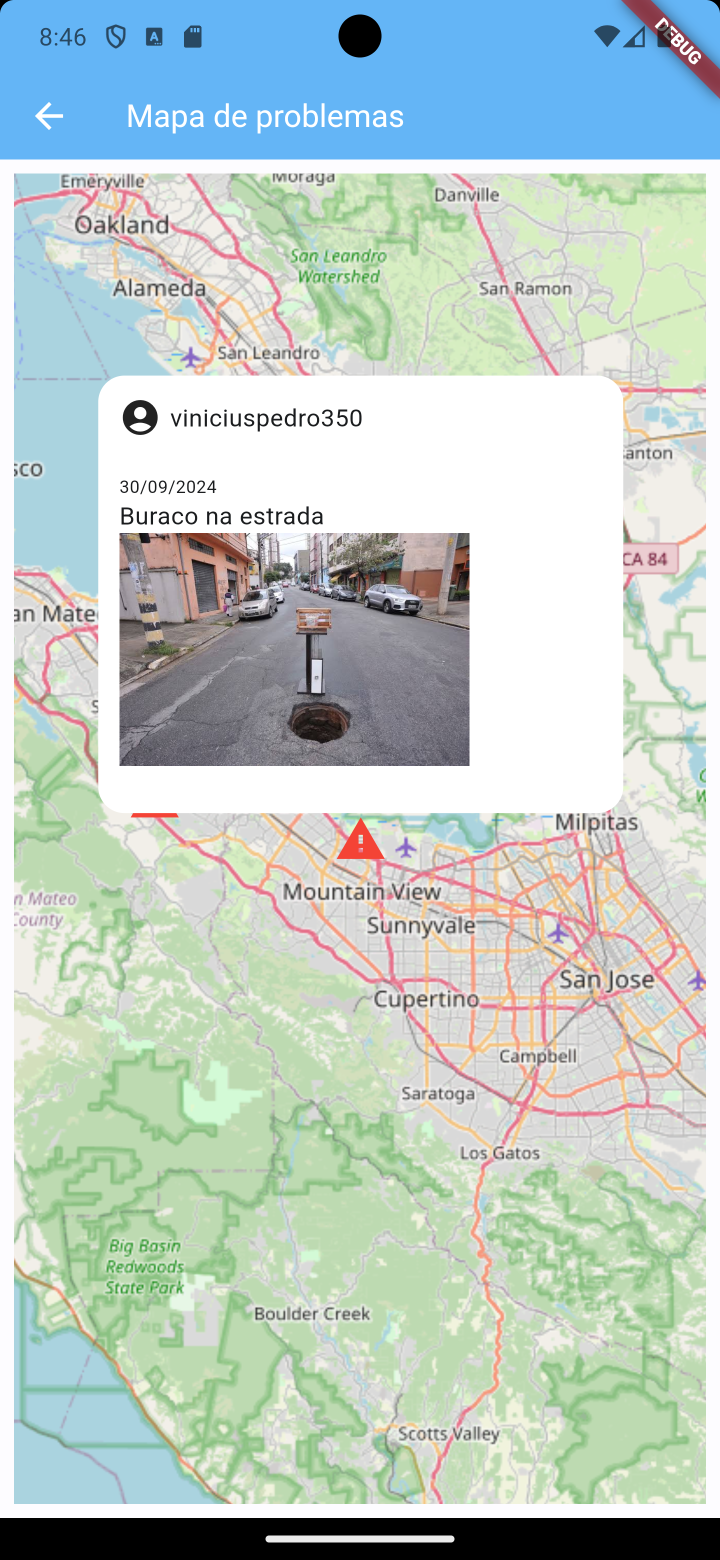 8:46
DEBUG
Mapa de problemas
Emeryville
Moraga
Danville
Oakland
San Leandro
Watershed
Alameda
San Ramon
San Leandro
viniciuspedro350
anton
sco
30/09/2024
Buraco na estrada
CA 84
an Mate
S
Milpitas
Mountain View
n Mateo
County
Sunnyvale
San Jose
Cupertino
Campbell
Saratoga
Los Gatos
Big Basin
Redwoods
State Park
Boulder Creek
Scotts Valley